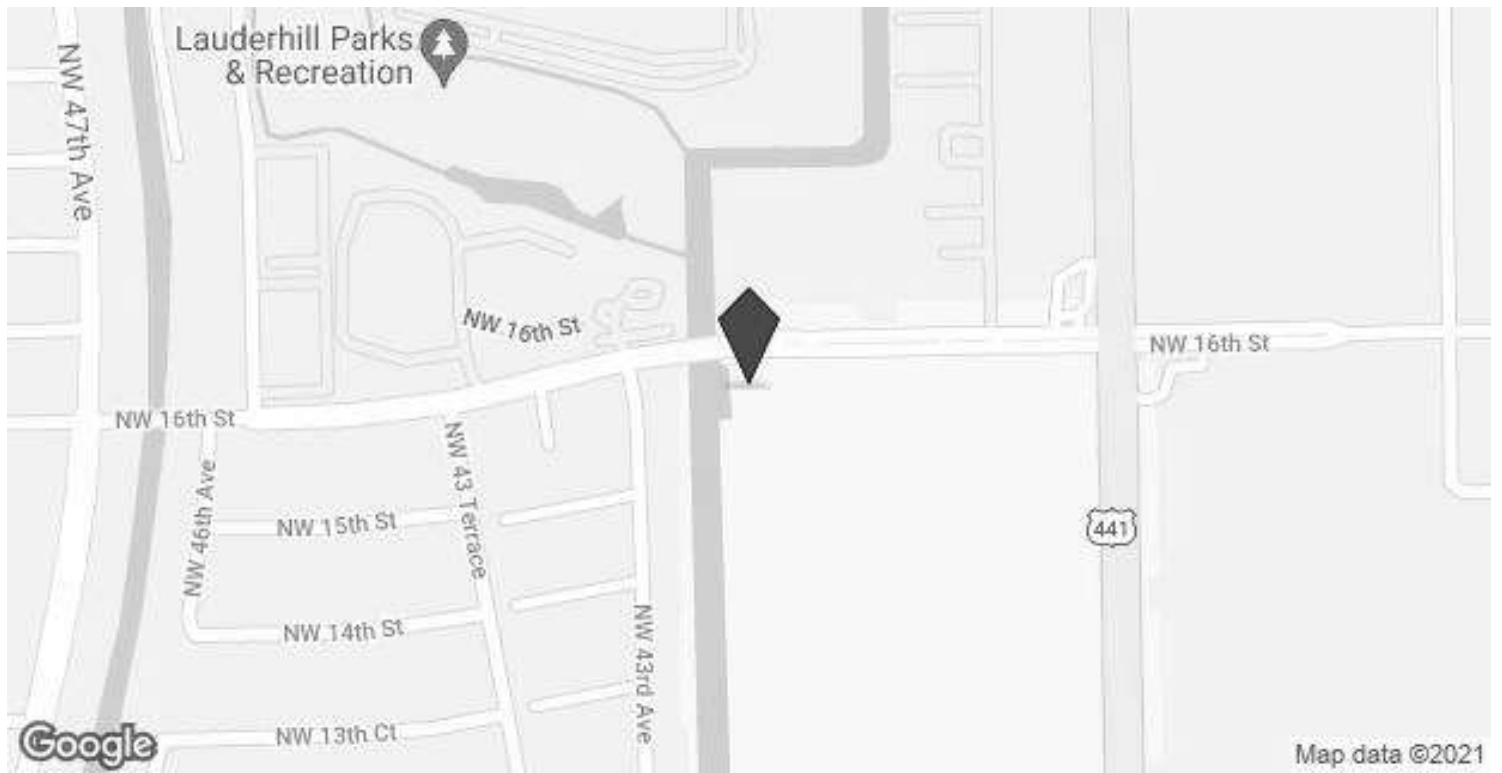 Lauderhill Parks
& Recreation
NW 47th Ave
NW 16th St
NW 16th St
NW 16th St
NW 46th Ave
NW 43 Terrace
NW 15th St
441
NW 14th St
NW 43rd Ave
NW 13th Ct
Google
Map data ©2021